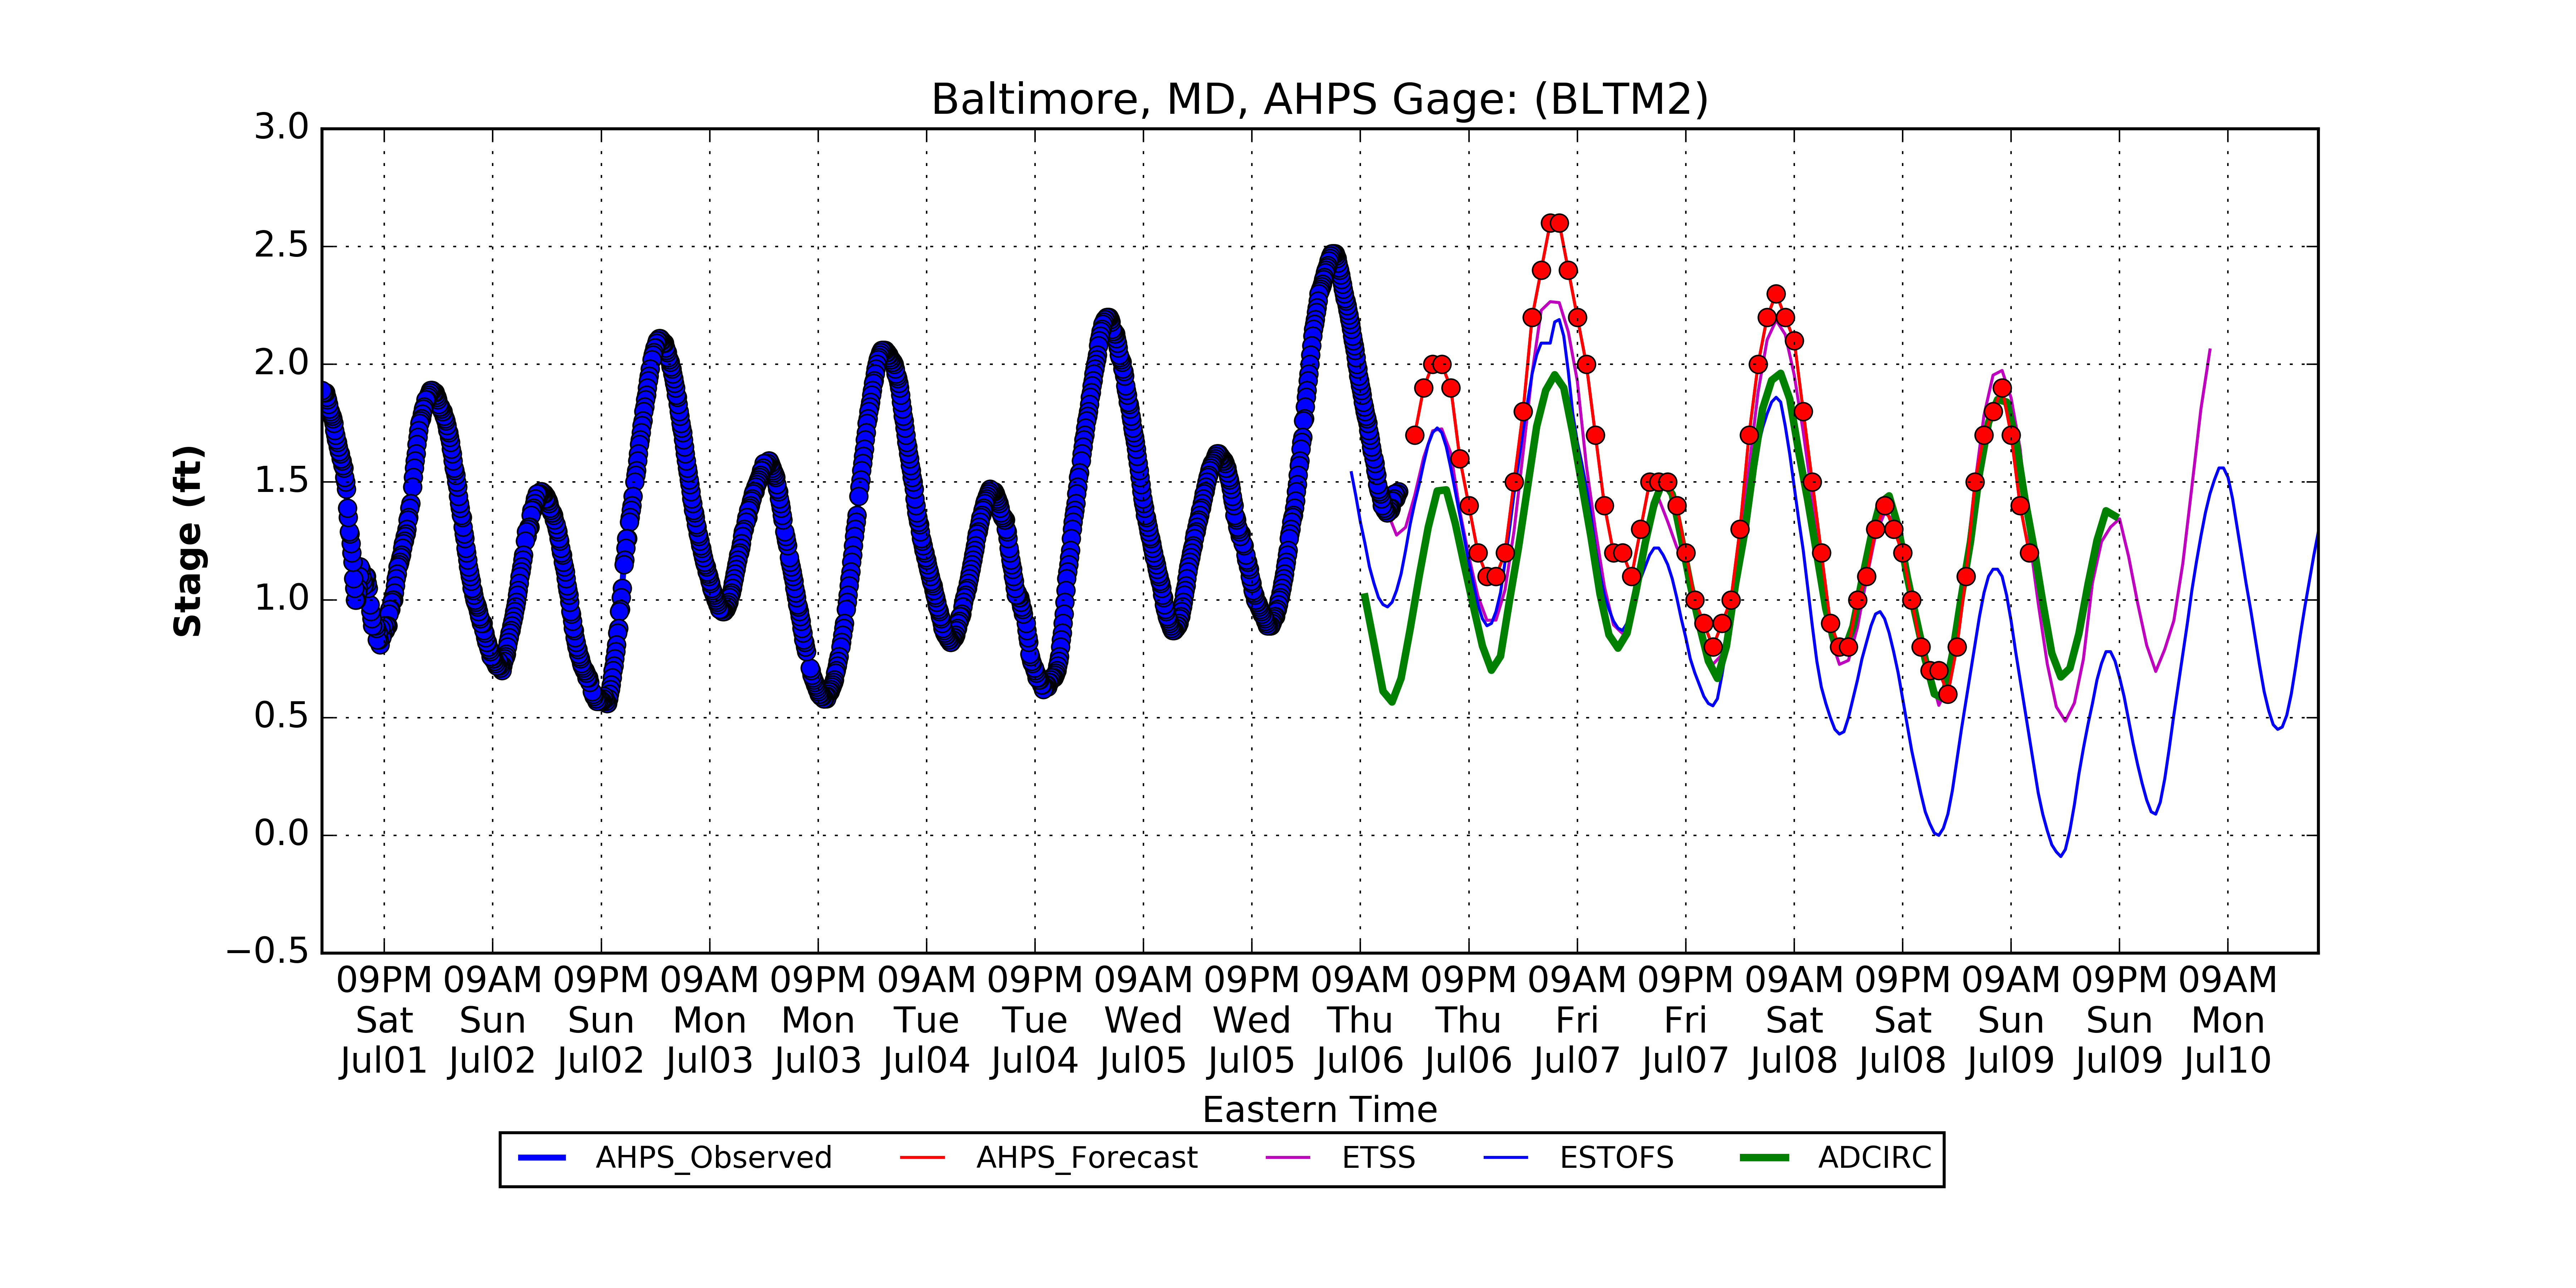 Baltimore, MD, AHPS Gage: (BLTM2)
3.0
2.5
2.0
1.5
1.0
0.5
0.0
−0.5
Stage (ft)
09PM 09AM 09PM 09AM 09PM 09AM 09PM 09AM 09PM 09AM 09PM 09AM 09PM 09AM 09PM 09AM 09PM 09AM
Sat Sun Sun Mon Mon Tue Tue Wed Wed Thu Thu Fri Fri Sat Sat Sun Sun Mon
Jul01 Jul02 Jul02 Jul03 Jul03 Jul04 Jul04 Jul05 Jul05 Jul06 Jul06 Jul07 Jul07 Jul08 Jul08 Jul09 Jul09 Jul10
Eastern Time
AHPS_Observed AHPS_Forecast ETSS ESTOFS ADCIRC